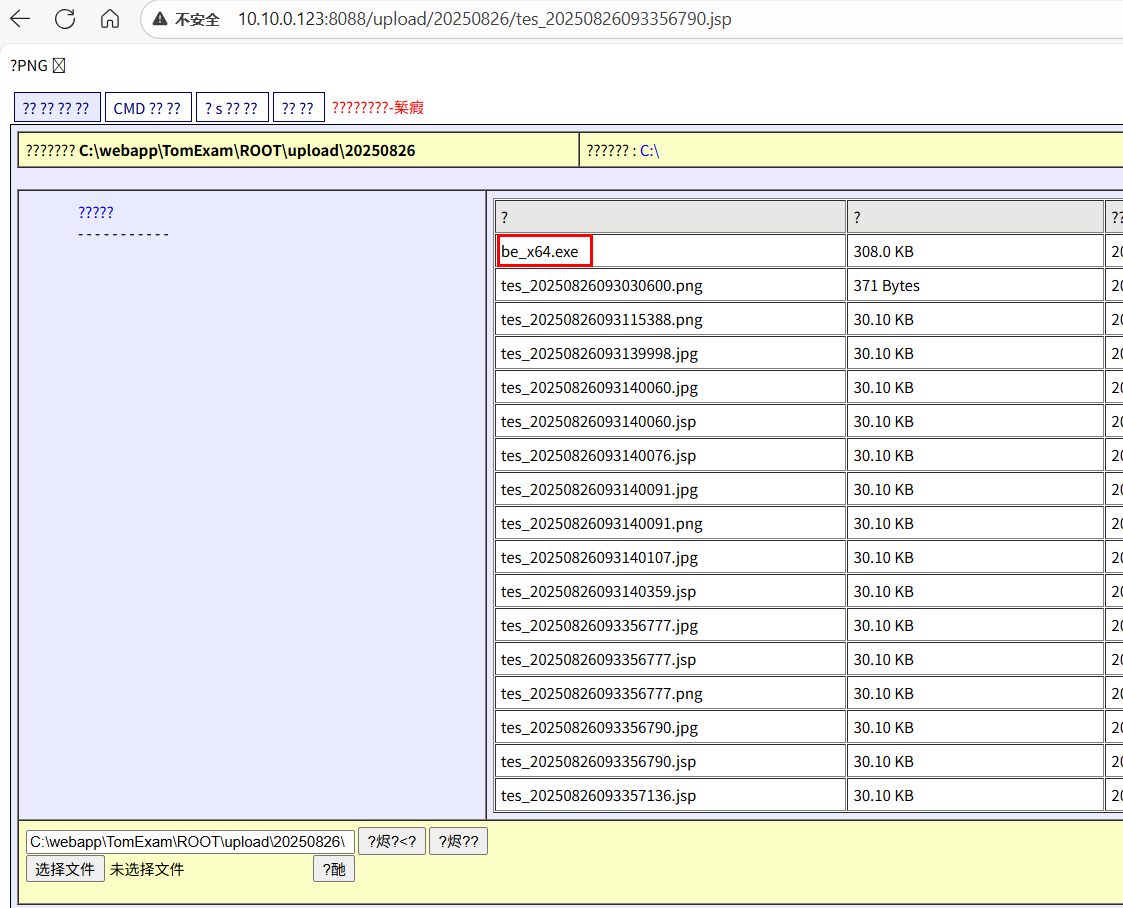 不安全 10.10.0.123:8088/upload/20250826/tes_20250826093356790.jsp
?PNG
?? ?? ?? ?? CMD ?? ?? ? s ?? ?? ?? ?? ????????-椠瘕
??????? C:\webapp\TomExam\ROOT\upload\20250826 ?????? : C:\
?????
- - - - - - - - - - -
? ? ??
be_x64.exe 308.0 KB 20
tes_20250826093030600.png 371 Bytes 20
tes_20250826093115388.png 30.10 KB 20
tes_20250826093139998.jpg 30.10 KB 20
tes_20250826093140060.jpg 30.10 KB 20
tes_20250826093140060.jsp 30.10 KB 20
tes_20250826093140076.jsp 30.10 KB 20
tes_20250826093140091.jpg 30.10 KB 20
tes_20250826093140091.png 30.10 KB 20
tes_20250826093140107.jpg 30.10 KB 20
tes_20250826093140359.jsp 30.10 KB 20
tes_20250826093356777.jpg 30.10 KB 20
tes_20250826093356777.jsp 30.10 KB 20
tes_20250826093356777.png 30.10 KB 20
tes_20250826093356790.jpg 30.10 KB 20
tes_20250826093356790.jsp 30.10 KB 20
tes_20250826093357136.jsp 30.10 KB 20
C:\webapp\TomExam\ROOT\upload\20250826\ ?烬?<? ?烬??
选择文件 未选择文件 ?酏